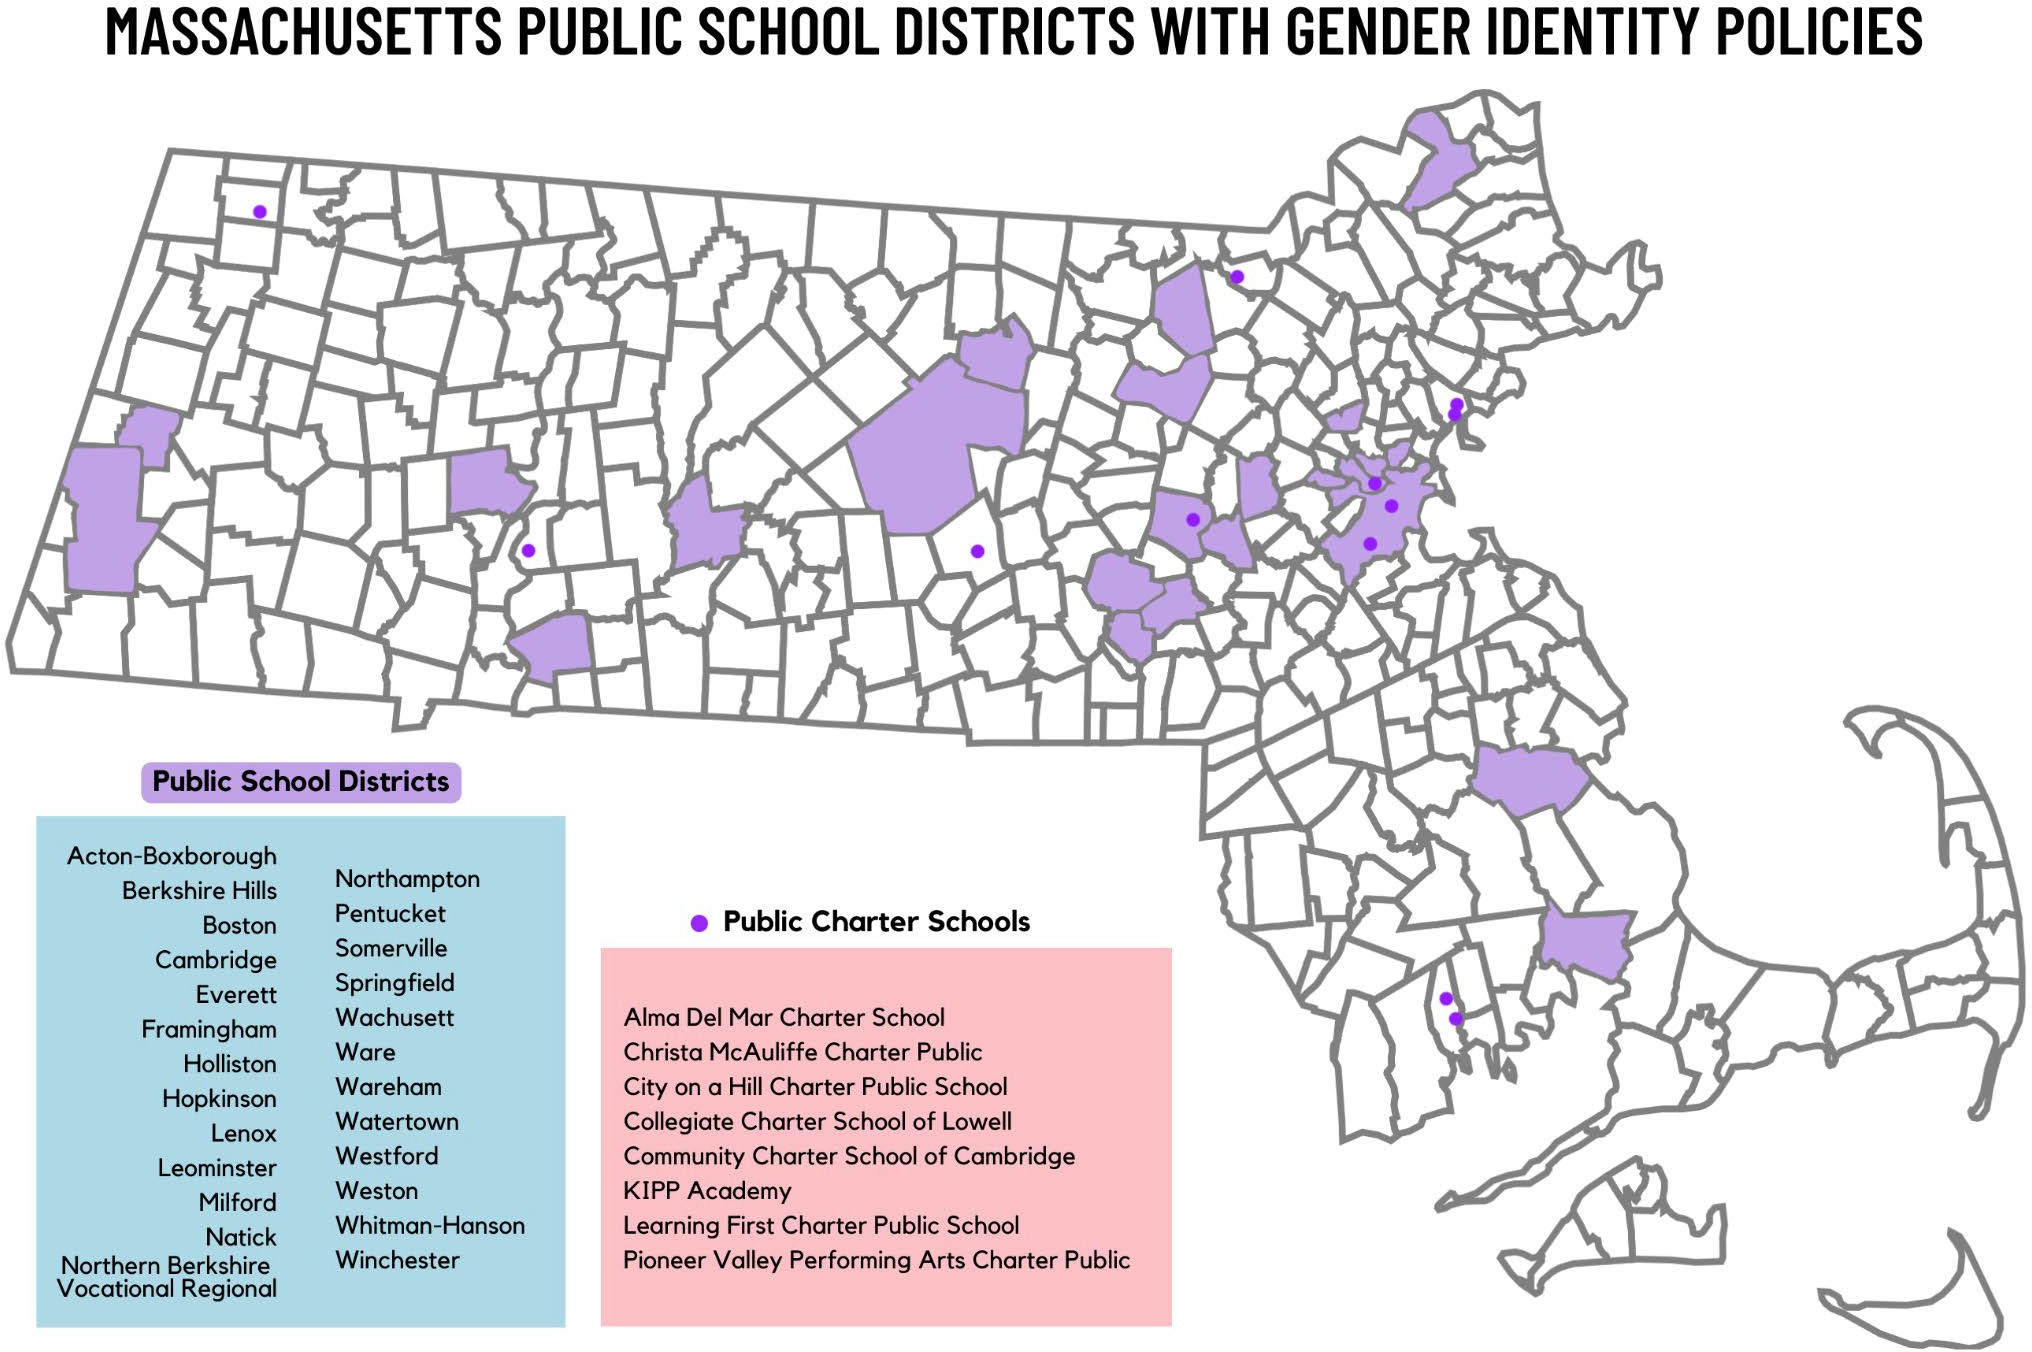 MASSACHUSETTS PUBLIC SCHOOL DISTRICTS WITH GENDER IDENTITY POLICIES
Public School Districts
Acton-Boxborough
Berkshire Hills
Boston
Cambridge
Everett
Framingham
Holliston
Hopkinson
Lenox
Leominster
Milford
Natick
Northern Berkshire
Vocational Regional
Northampton
Pentucket
Somerville
Springfield
Wachusett
Ware
Wareham
Watertown
Westford
Weston
Whitman-Hanson
Winchester
Public Charter Schools
Alma Del Mar Charter School
Christa McAuliffe Charter Public
City on a Hill Charter Public School
Collegiate Charter School of Lowell
Community Charter School of Cambridge
KIPP Academy
Learning First Charter Public School
Pioneer Valley Performing Arts Charter Public